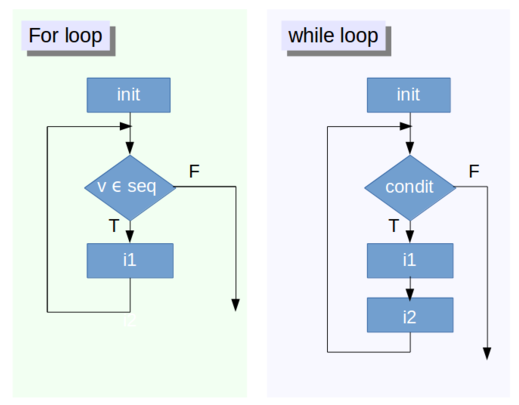 For loop
init
v ϵ seq
F
T
i1
while loop
init
condit
F
T
i1
i2